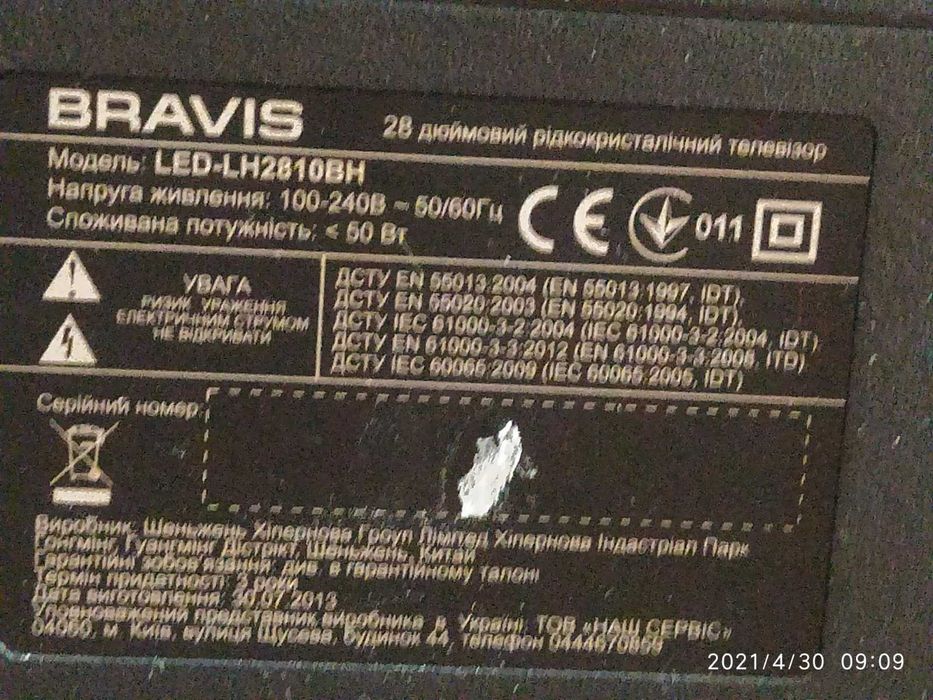 BRAVIS
28 дюймовий рідкокристалічний телевізор
Модель: LED-LH2810BH
Напруга живлення: 100-240В ~ 50/60Гц
Споживана потужність: < 50 Вт
CE 011
УВАГА
РИЗИК УРАЖЕННЯ
ЕЛЕКТРИЧНИМ СТРУМОМ
НЕ ВІДКРИВАТИ
ДСТУ EN 55013:2004 (EN 55013:1997, IDT),
ДСТУ EN 55020:2003 (EN 55020:1994, IDT),
ДСТУ IEC 61000-3-2:2004 (IEC 61000-3-2:2004, IDT)
ДСТУ EN 61000-3-3:2012 (EN 61000-3-3:2008, ITD)
ДСТУ IEC 60065:2009 (IEC 60065:2005, IDT)
Серійний номер:
Виробник: Шеньжень Хіпернова Гроуп Лімітед Хіпернова Індастріал Парк
Гонгмінг, Гуангмінг Дістрікт, Шеньжень, Китай
Гарантійні зобов'язання: див. в гарантійному талоні
Термін придатності: 3 роки
Дата виготовлення: 30.07.2013
Уповноважений представник виробника в Україні, ТОВ «НАШ СЕРВІС»
04060, м. Київ, вулиця Щусєва, будинок 44, телефон
2021/4/30 09:09